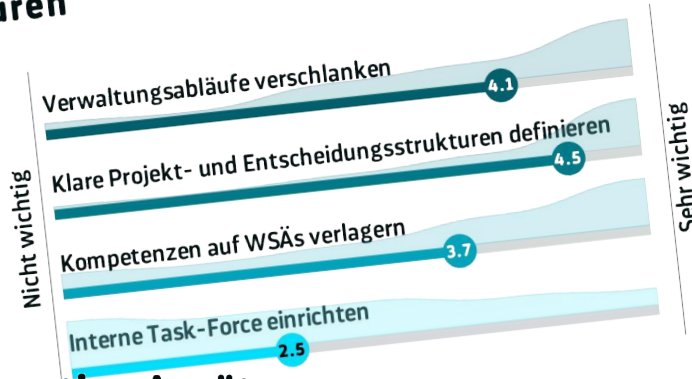 Verwaltungsabläufe verschlanken
4.1
Klare Projekt- und Entscheidungsstrukturen definieren
4.5
Kompetenzen auf WSÄs verlagern
3.7
Interne Task-Force einrichten
2.5
Nicht wichtig
Sehr wichtig